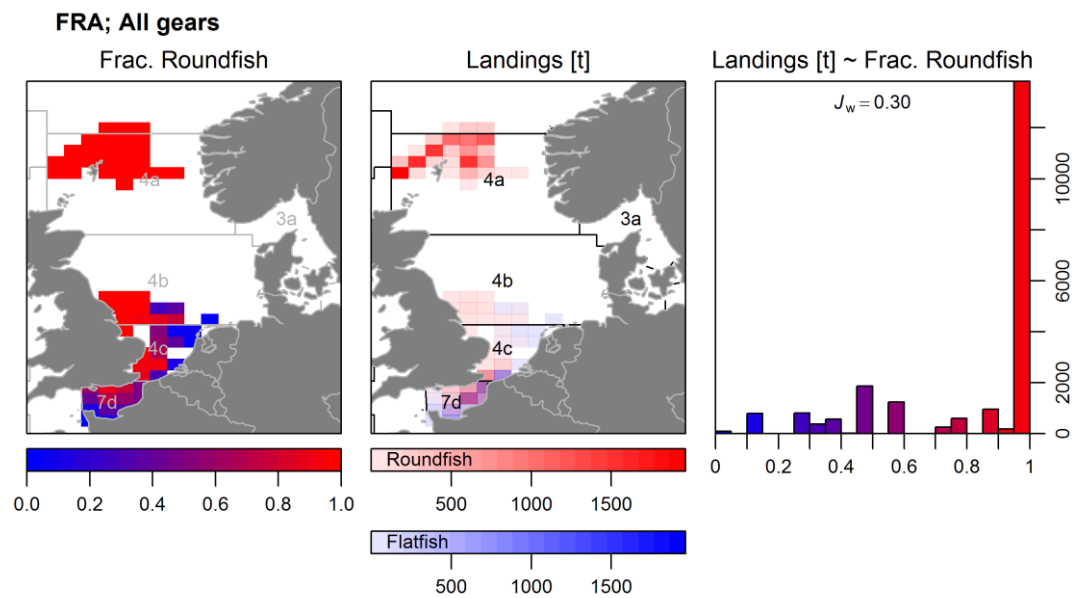 FRA; All gears
Frac. Roundfish
Landings [t]
Landings [t] ~ Frac. Roundfish
4a
4b
4c
7d
3a
0.0 0.2 0.4 0.6 0.8 1.0
4a
4b
4c
7d
3a
Roundfish
500 1000 1500
Flatfish
500 1000 1500
Jw = 0.30
0 2000 6000 10000
0 0.2 0.4 0.6 0.8 1